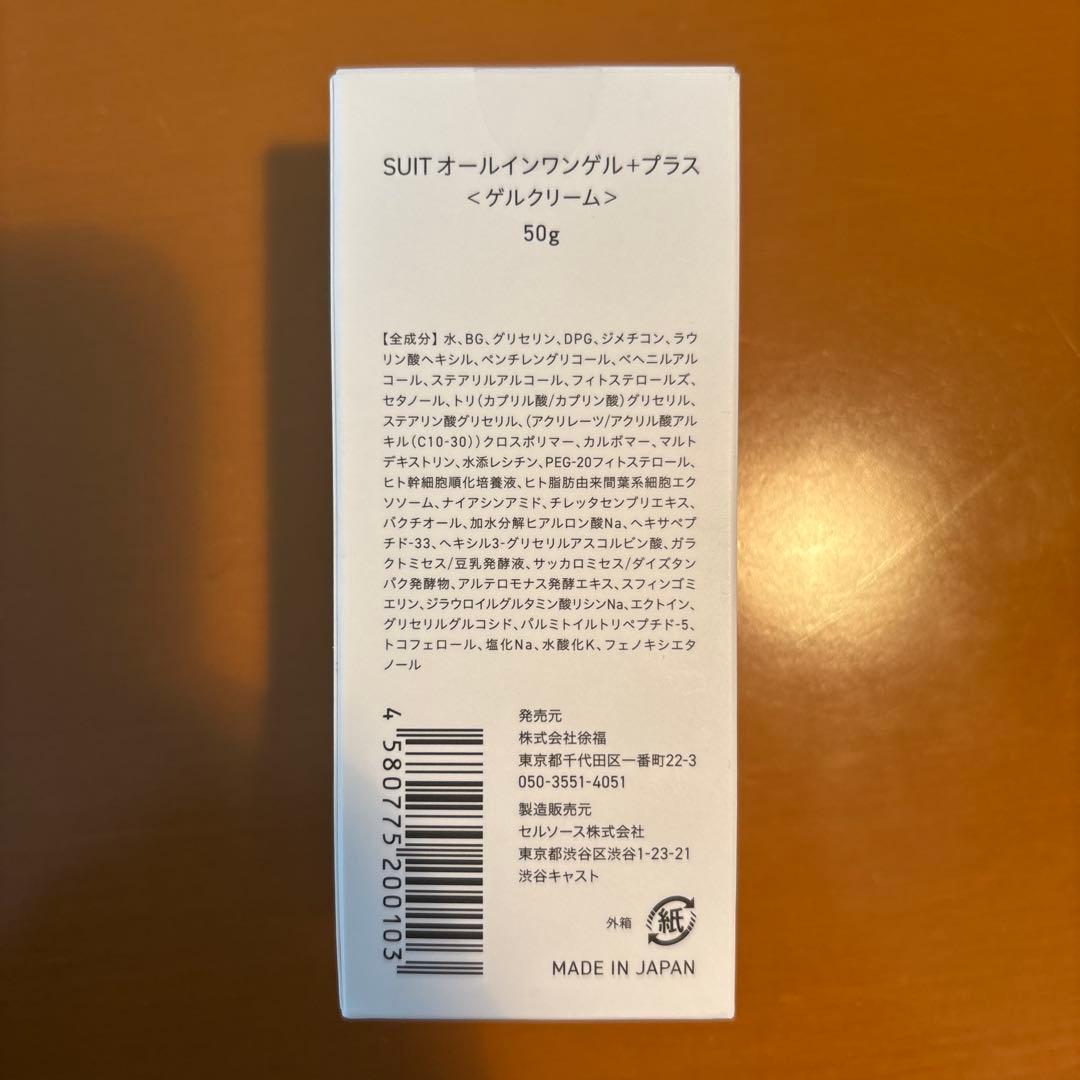 SUIT オールインワンゲル+プラス
<ゲルクリーム>
50g
【全成分】水、BG、グリセリン、DPG、ジメチコン、ラウ
リン酸ヘキシル、ペンチレングリコール、ベヘニルアル
コール、ステアリルアルコール、フィトステロールズ、
セタノール、トリ(カプリル酸/カプリン酸)グリセリル、
ステアリン酸グリセリル、(アクリレーツ/アクリル酸アル
キル(C10-30))クロスポリマー、カルボマー、マルト
デキストリン、水添レシチン、PEG-20フィトステロール、
ヒト幹細胞順化培養液、ヒト脂肪由来間葉系細胞エク
ソソーム、ナイアシンアミド、チレッタセンブリエキス、
バクチオール、加水分解ヒアルロン酸Na、ヘキサペプ
チド-33、ヘキシル3-グリセリルアスコルビン酸、ガラ
クトミセス/豆乳発酵液、サッカロミセス/ダイズタン
パク発酵物、アルテロモナス発酵エキス、スフィンゴミ
エリン、ジラウロイルグルタミン酸リシンNa、エクトイン、
グリセリルグルコシド、パルミトイルトリペプチド-5、
トコフェロール、塩化Na、水酸化K、フェノキシエタ
ノール
4 580775 200103
発売元
株式会社徐福
東京都千代田区一番町22-3
050-3551-4051
製造販売元
セルソース株式会社
東京都渋谷区渋谷1-23-21
渋谷キャスト
外箱 紙
MADE IN JAPAN